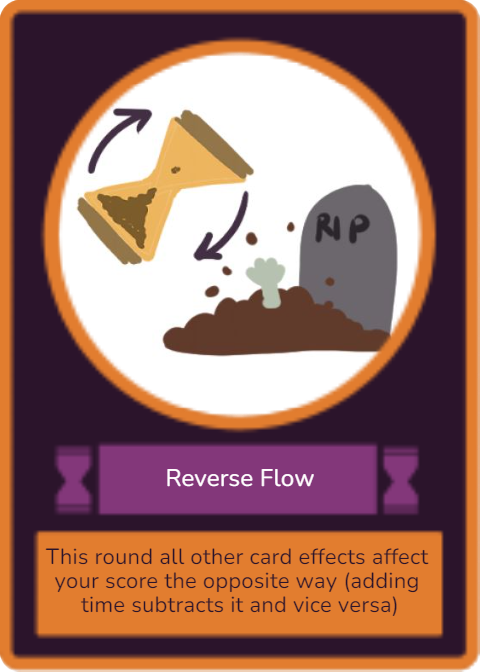 RIP
Reverse Flow
This round all other card effects affect
your score the opposite way (adding
time subtracts it and vice versa)